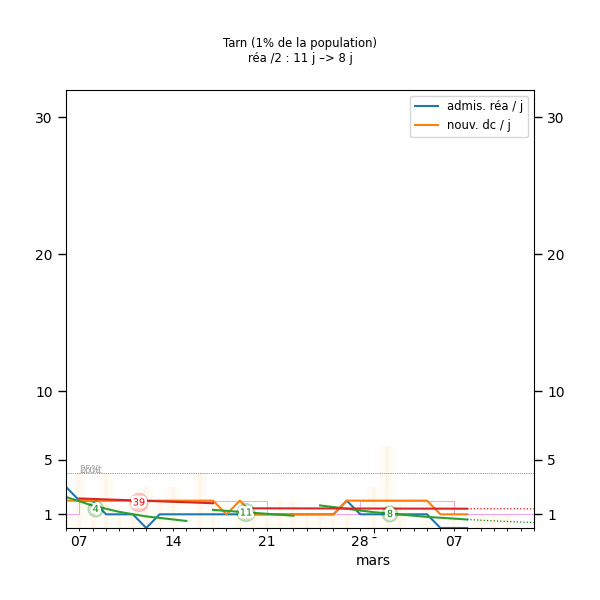 Tarn (1% de la population)
réa /2 : 11 j –> 8 j
admis. réa / j
nouv. dc / j
30 30
20 20
10 10
5 5
1 1
25%
4 39 11 8
07 14 21 28 07
mars